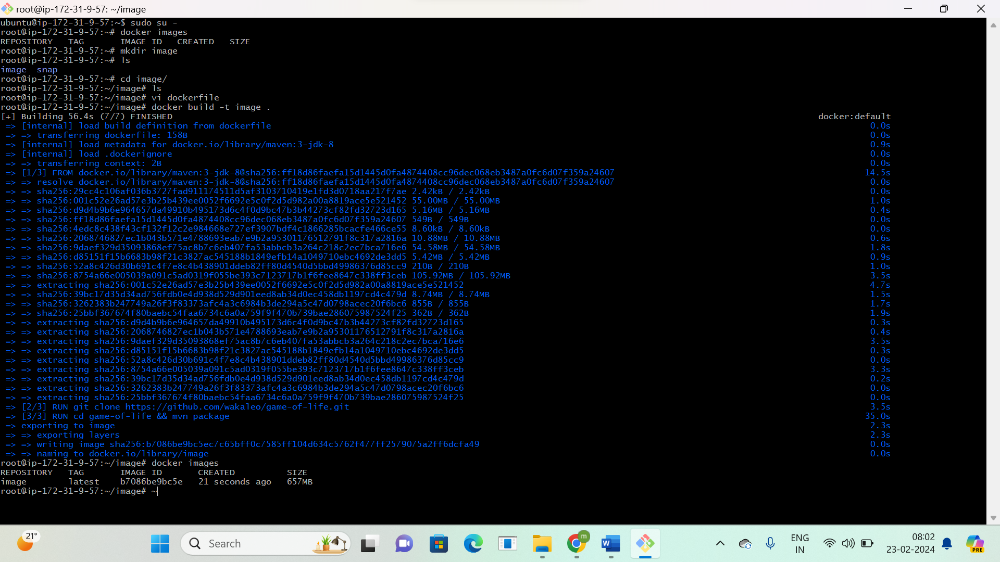 root@ip-172-31-9-57: ~/image
ubuntu@ip-172-31-9-57:~$ sudo su -
root@ip-172-31-9-57:~# docker images
REPOSITORY   TAG       IMAGE ID   CREATED   SIZE
root@ip-172-31-9-57:~# mkdir image
root@ip-172-31-9-57:~# ls
image  snap
root@ip-172-31-9-57:~# cd image/
root@ip-172-31-9-57:~/image# ls
root@ip-172-31-9-57:~/image# vi dockerfile
root@ip-172-31-9-57:~/image# docker build -t image .
[+] Building 56.4s (7/7) FINISHED docker:default
=> [internal] load build definition from dockerfile 0.0s
=> => transferring dockerfile: 158B 0.0s
=> [internal] load metadata for docker.io/library/maven:3-jdk-8 0.9s
=> [internal] load .dockerignore 0.0s
=> => transferring context: 2B 0.0s
=> [1/3] FROM docker.io/library/maven:3-jdk-8@sha256:ff18d86faefa15d1445d0fa4874408cc96dec068eb3487a0fc6d07f359a24607 14.5s
=> => resolve docker.io/library/maven:3-jdk-8@sha256:ff18d86faefa15d1445d0fa4874408cc96dec068eb3487a0fc6d07f359a24607 0.0s
=> => sha256:29cc4c106af036b3727fad911174511d5af3103710419e1fd3d0718aa217f7ae 2.42kB / 2.42kB 0.0s
=> => sha256:001c52e26ad57e3b25b439ee0052f6692e5c0f2d5d982a00a8819ace5e521452 55.00MB / 55.00MB 1.0s
=> => sha256:d9d4b9b6e964657da49910b495173d6c4f0d9bc47b3b44273cf82fd32723d165 5.16MB / 5.16MB 0.4s
=> => sha256:ff18d86faefa15d1445d0fa4874408cc96dec068eb3487a0fc6d07f359a24607 549B / 549B 0.0s
=> => sha256:4edc8c438f43cf132f12c2e984668e727ef3907bdf4c1866285bcacfe466ce55 8.60kB / 8.60kB 0.0s
=> => sha256:2068746827ec1b043b571e4788693eab7e9b2a95301176512791f8c317a2816a 10.88MB / 10.88MB 0.6s
=> => sha256:9daef329d35093868ef75ac8b7c6eb407fa53abbcb3a264c218c2ec7bca716e6 54.58MB / 54.58MB 1.8s
=> => sha256:d85151f15b6683b98f21c3827ac545188b1849efb14a1049710ebc4692de3dd5 5.42MB / 5.42MB 0.9s
=> => sha256:52a8c426d30b691c4f7e8c4b438901ddeb82ff80d4540d5bbd49986376d85cc9 210B / 210B 1.0s
=> => sha256:8754a66e005039a091c5ad0319f055be393c7123717b1f6fee8647c338ff3ceb 105.92MB / 105.92MB 3.5s
=> => extracting sha256:001c52e26ad57e3b25b439ee0052f6692e5c0f2d5d982a00a8819ace5e521452 4.7s
=> => sha256:39bc17d35d34ad756fdb0e4d938d529d901eed8ab34d0ec458db1197cd4c479d 8.74MB / 8.74MB 1.5s
=> => sha256:3262383b247749a26f3f83373afc4a3c6984b3de294a5c47d0798acec20f6bc6 855B / 855B 1.7s
=> => sha256:25bbf367674f80baebc54faa6734c6a0a759f9f470b739bae286075987524f25 362B / 362B 1.9s
=> => extracting sha256:d9d4b9b6e964657da49910b495173d6c4f0d9bc47b3b44273cf82fd32723d165 0.3s
=> => extracting sha256:2068746827ec1b043b571e4788693eab7e9b2a95301176512791f8c317a2816a 0.4s
=> => extracting sha256:9daef329d35093868ef75ac8b7c6eb407fa53abbcb3a264c218c2ec7bca716e6 3.5s
=> => extracting sha256:d85151f15b6683b98f21c3827ac545188b1849efb14a1049710ebc4692de3dd5 0.3s
=> => extracting sha256:52a8c426d30b691c4f7e8c4b438901ddeb82ff80d4540d5bbd49986376d85cc9 0.0s
=> => extracting sha256:8754a66e005039a091c5ad0319f055be393c7123717b1f6fee8647c338ff3ceb 3.3s
=> => extracting sha256:39bc17d35d34ad756fdb0e4d938d529d901eed8ab34d0ec458db1197cd4c479d 0.2s
=> => extracting sha256:3262383b247749a26f3f83373afc4a3c6984b3de294a5c47d0798acec20f6bc6 0.0s
=> => extracting sha256:25bbf367674f80baebc54faa6734c6a0a759f9f470b739bae286075987524f25 0.0s
=> [2/3] RUN git clone https://github.com/wakaleo/game-of-life.git 3.5s
=> [3/3] RUN cd game-of-life && mvn package 35.0s
=> exporting to image 2.3s
=> => exporting layers 2.3s
=> => writing image sha256:b7086be9bc5ec7c65bff0c7585ff104d634c5762f477ff2579075a2ff6dcfa49 0.0s
=> => naming to docker.io/library/image 0.0s
root@ip-172-31-9-57:~/image# docker images
REPOSITORY   TAG       IMAGE ID       CREATED          SIZE
image        latest    b7086be9bc5e   21 seconds ago   657MB
root@ip-172-31-9-57:~/image# ~
21°
Search
m
W
ENG
IN
08:02
23-02-2024
PRE